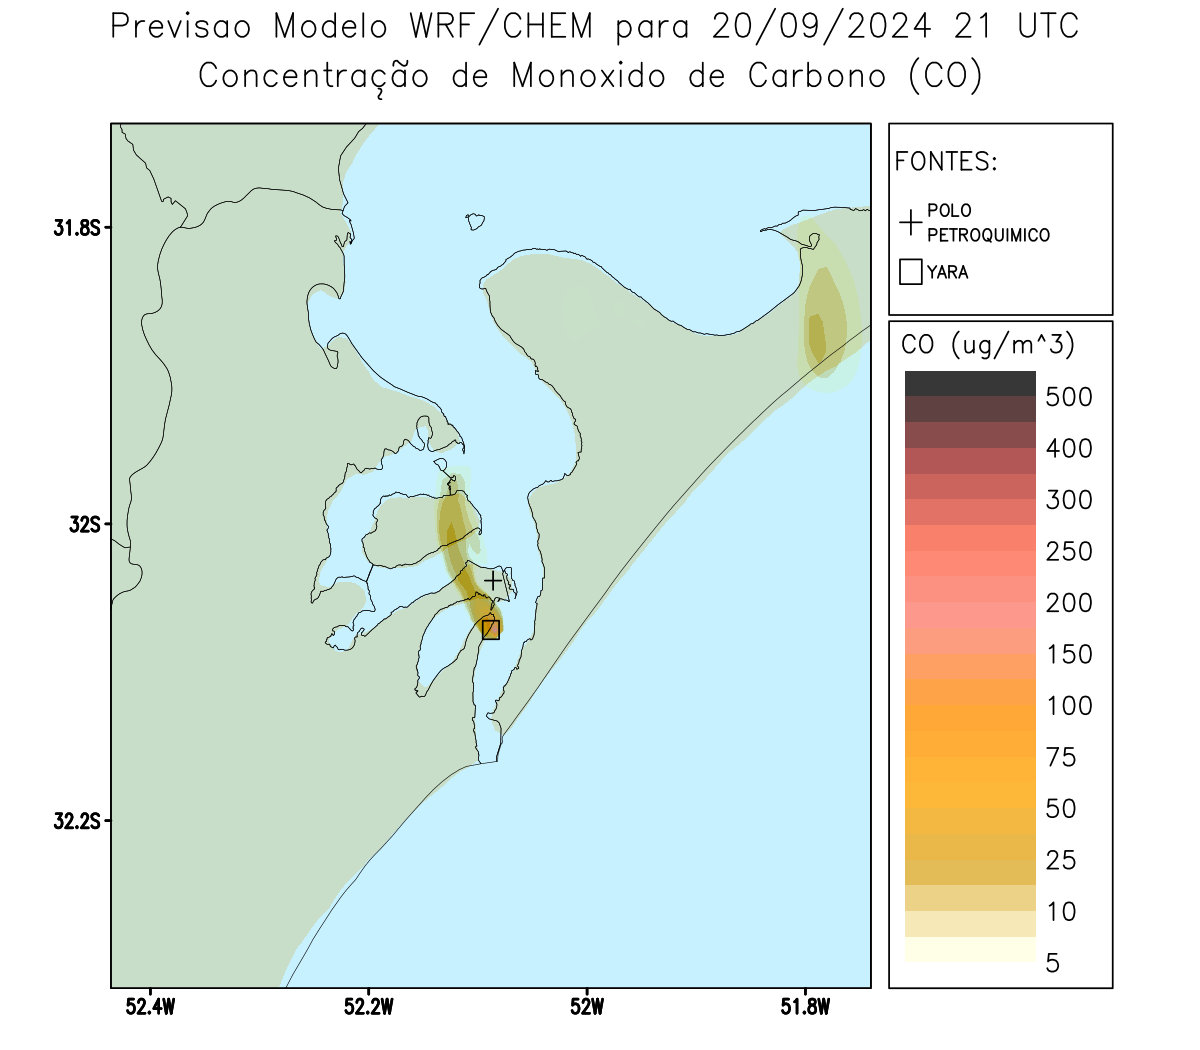 Previsao Modelo WRF/CHEM para 20/09/2024 21 UTC
Concentração de Monoxido de Carbono (CO)
FONTES:
POLO
PETROQUIMICO
YARA
CO (ug/m^3)
500
400
300
250
200
150
100
75
50
25
10
5
31.8S
32S
32.2S
52.4W
52.2W
52W
51.8W